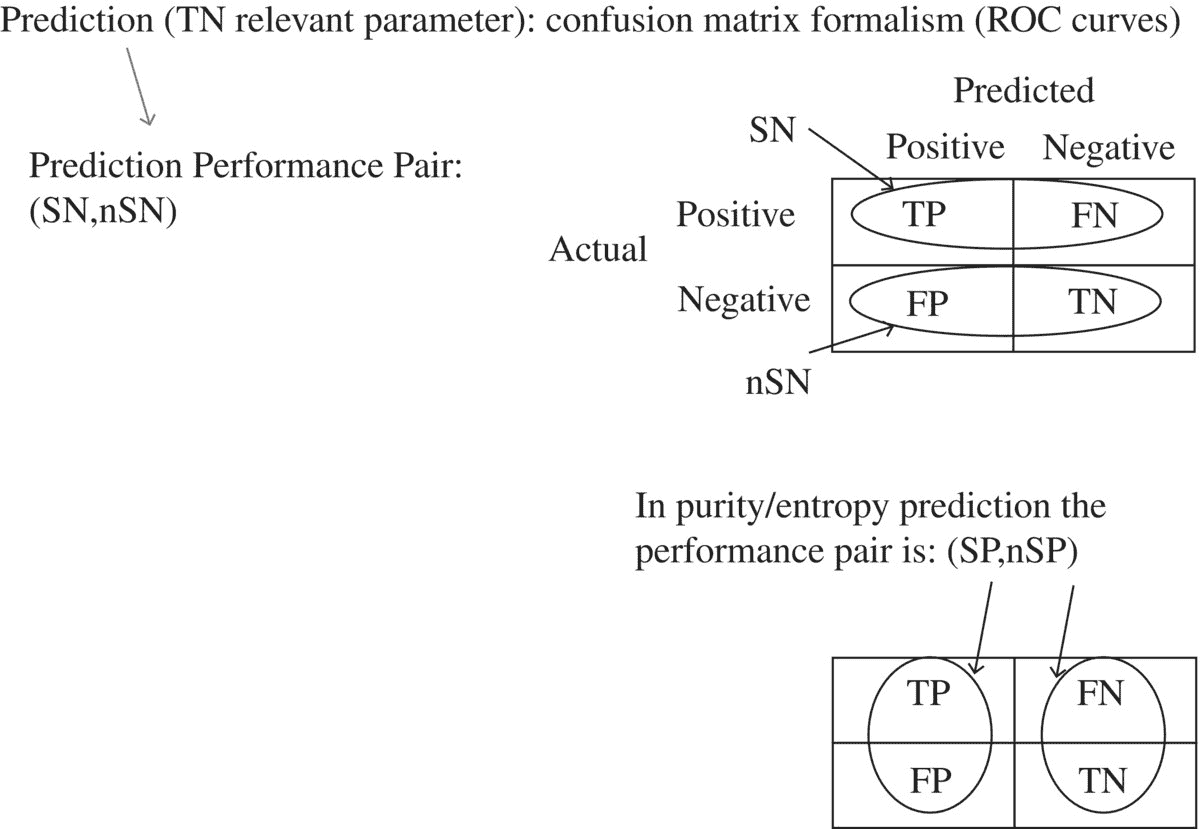 Prediction (TN relevant parameter): confusion matrix formalism (ROC curves)
Prediction Performance Pair:
(SN,nSN)
Predicted
SN
Positive Negative
Positive TP FN
Actual
Negative FP TN
nSN
In purity/entropy prediction the
performance pair is: (SP,nSP)
TP FN
FP TN